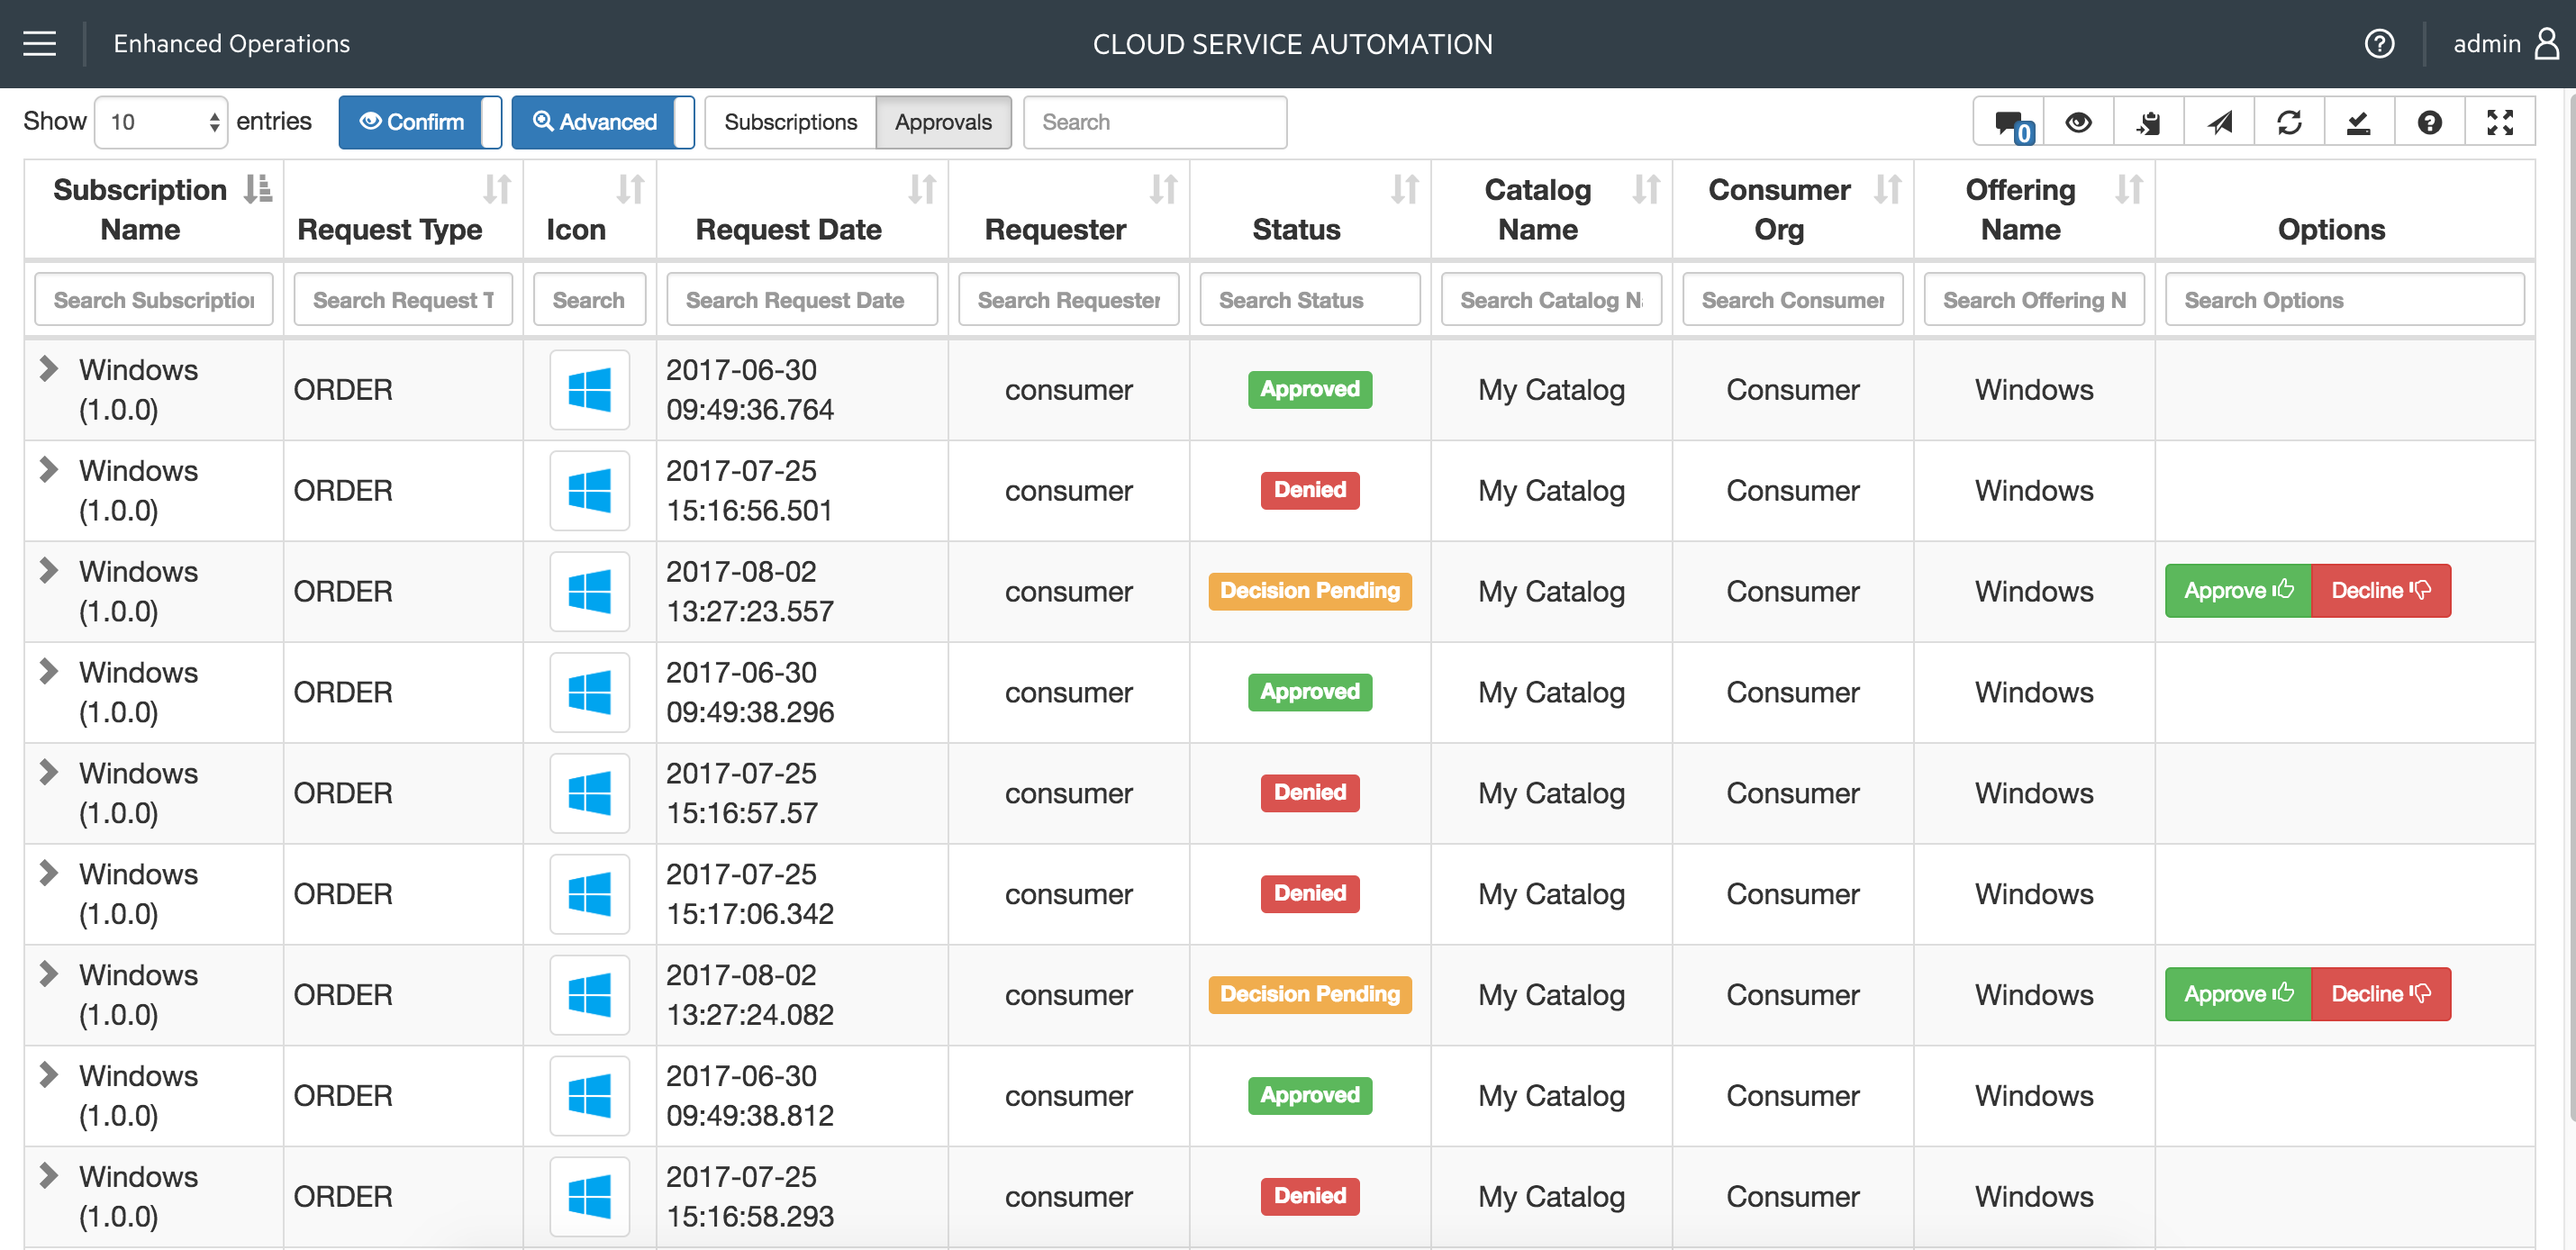 Enhanced Operations CLOUD SERVICE AUTOMATION admin
Show 10 entries Confirm Advanced Subscriptions Approvals Search 0
Subscription Name Request Type Icon Request Date Requester Status Catalog Name Consumer Org Offering Name Options
Search Subscription Search Request T Search Search Request Date Search Requester Search Status Search Catalog N Search Consumer Search Offering N Search Options
Windows (1.0.0) ORDER 2017-06-30 09:49:36.764 consumer Approved My Catalog Consumer Windows
Windows (1.0.0) ORDER 2017-07-25 15:16:56.501 consumer Denied My Catalog Consumer Windows
Windows (1.0.0) ORDER 2017-08-02 13:27:23.557 consumer Decision Pending My Catalog Consumer Windows Approve Decline
Windows (1.0.0) ORDER 2017-06-30 09:49:38.296 consumer Approved My Catalog Consumer Windows
Windows (1.0.0) ORDER 2017-07-25 15:16:57.57 consumer Denied My Catalog Consumer Windows
Windows (1.0.0) ORDER 2017-07-25 15:17:06.342 consumer Denied My Catalog Consumer Windows
Windows (1.0.0) ORDER 2017-08-02 13:27:24.082 consumer Decision Pending My Catalog Consumer Windows Approve Decline
Windows (1.0.0) ORDER 2017-06-30 09:49:38.812 consumer Approved My Catalog Consumer Windows
Windows (1.0.0) ORDER 2017-07-25 15:16:58.293 consumer Denied My Catalog Consumer Windows